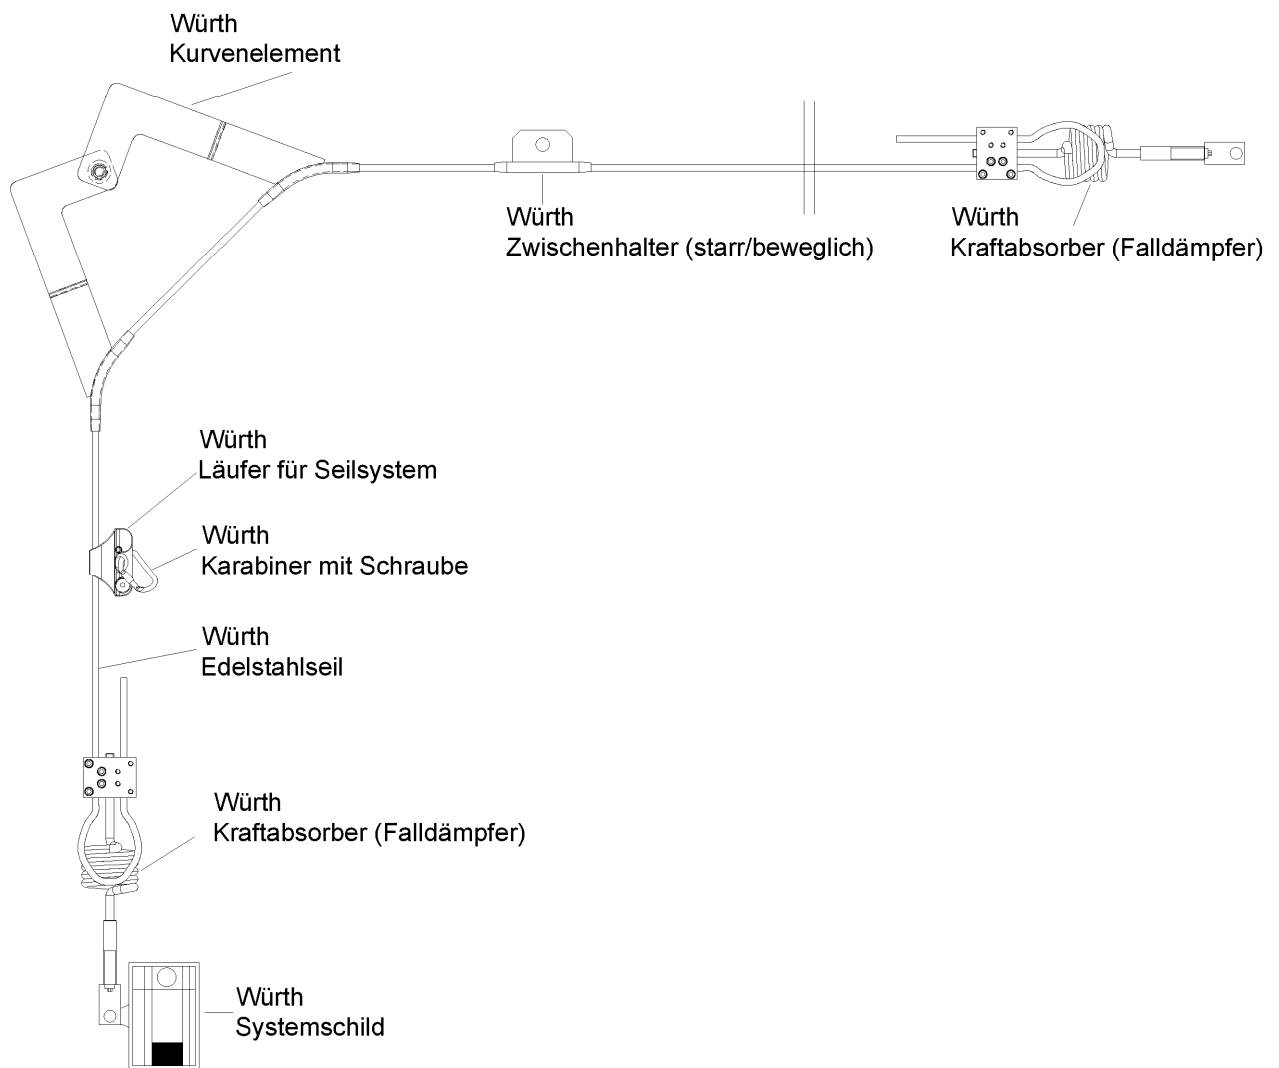 Würth
Kurvenelement
Würth
Zwischenhalter (starr/beweglich)
Würth
Kraftabsorber (Falldämpfer)
Würth
Läufer für Seilsystem
Würth
Karabiner mit Schraube
Würth
Edelstahlseil
Würth
Kraftabsorber (Falldämpfer)
Würth
Systemschild